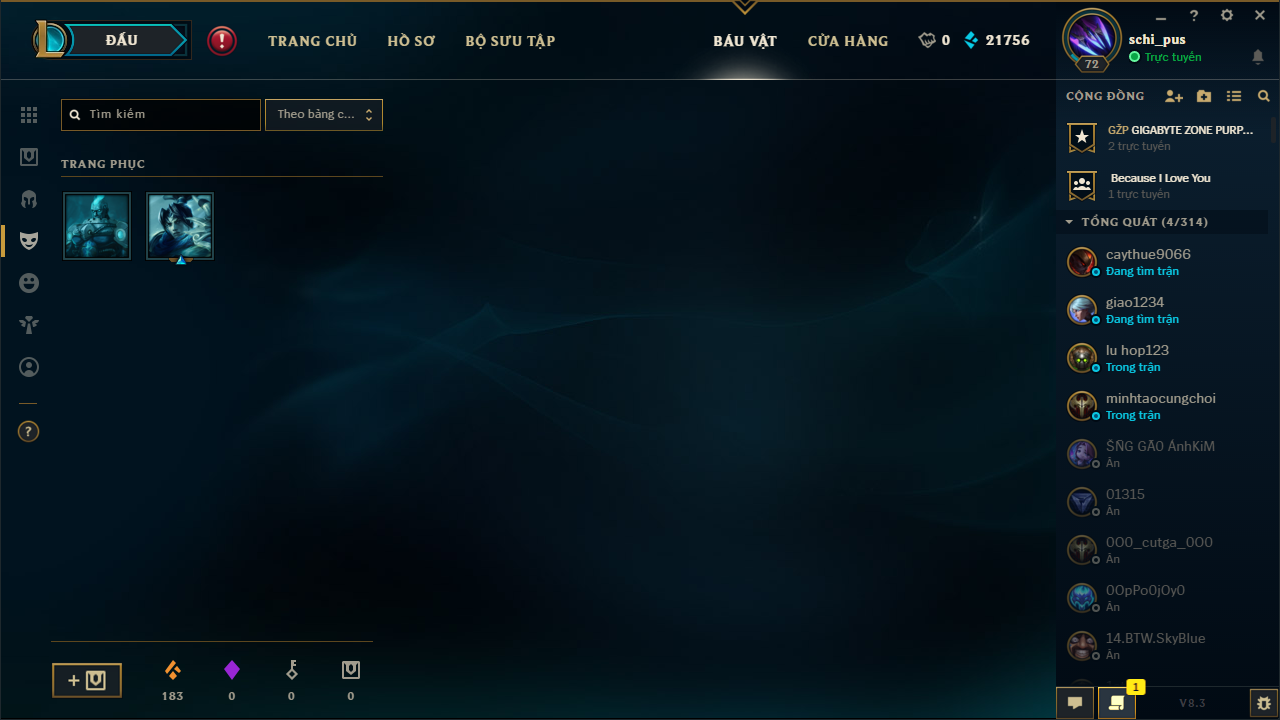 ĐẤU
TRANG CHỦ
HỒ SƠ
BỘ SƯU TẬP
BÁU VẬT
CỬA HÀNG
0
21756
72
schi_pus
Trực tuyến
Tìm kiếm
Theo bảng c...
TRANG PHỤC
CỘNG ĐỒNG
GŽP GIGABYTE ZONE PURP...
2 trực tuyến
Because I Love You
1 trực tuyến
TỔNG QUÁT (4/314)
caythue9066
Đang tìm trận
giao1234
Đang tìm trận
lu hop123
Trong trận
minhtaocungchoi
Trong trận
ŠÑG GÃ0 ÁnhKiM
Ẩn
01315
Ẩn
0O0_cutga_0O0
Ẩn
0OpPo0jOy0
Ẩn
14.BTW.SkyBlue
Ẩn
183
0
0
0
1
V8.3